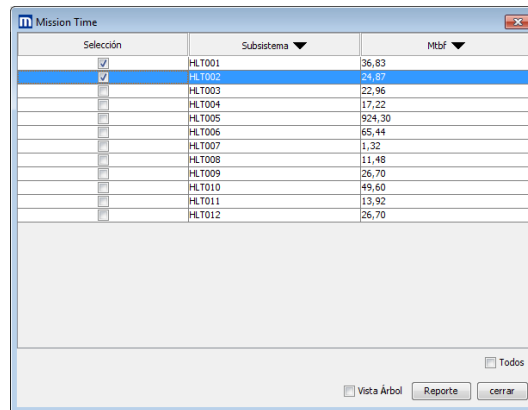 m Mission Time
Selección Subsistema Mtbf
HLT001 36,83
HLT002 24,87
HLT003 22,96
HLT004 17,22
HLT005 924,30
HLT006 65,44
HLT007 1,32
HLT008 11,48
HLT009 26,70
HLT010 49,60
HLT011 13,92
HLT012 26,70
Todos
Vista Árbol Reporte cerrar